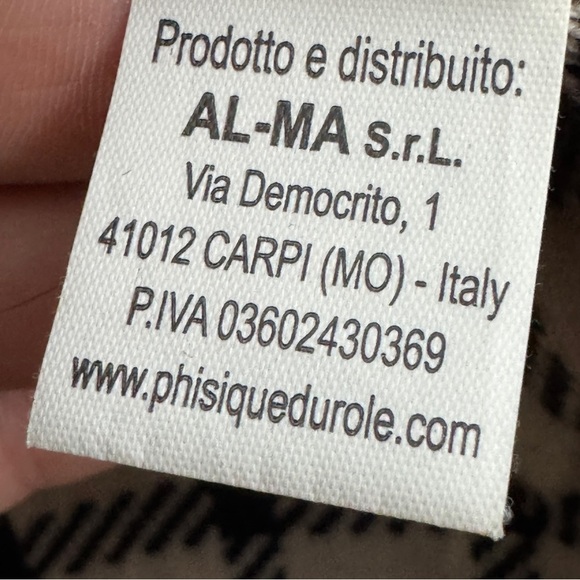 Prodotto e distribuito:
AL-MA s.r.L.
Via Democrito, 1
41012 CARPI (MO) - Italy
P.IVA 03602430369
www.phisiquedurole.com